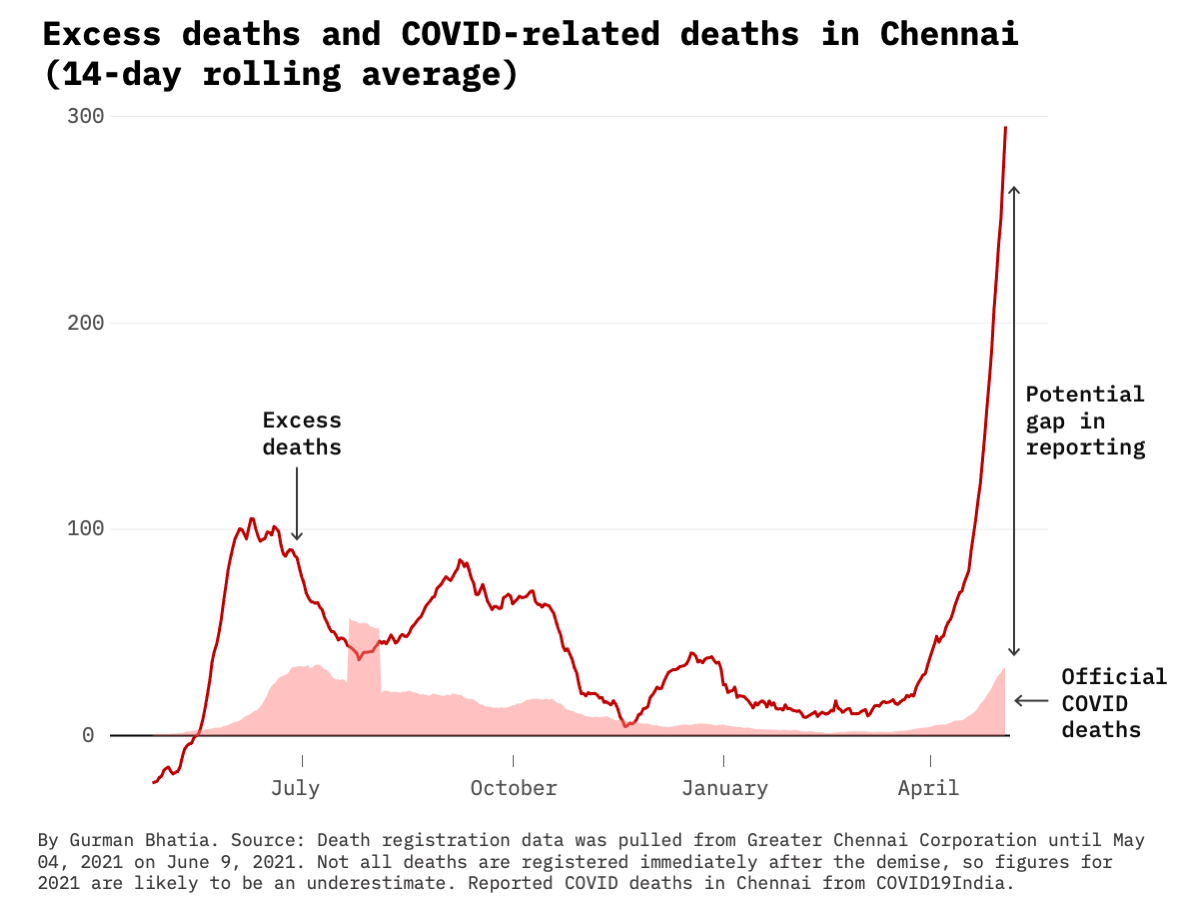 Excess deaths and COVID-related deaths in Chennai
(14-day rolling average)
300
200
100
0
Excess
deaths
Potential
gap in
reporting
Official
COVID
deaths
July
October
January
April
By Gurman Bhatia. Source: Death registration data was pulled from Greater Chennai Corporation until May
04, 2021 on June 9, 2021. Not all deaths are registered immediately after the demise, so figures for
2021 are likely to be an underestimate. Reported COVID deaths in Chennai from COVID19India.